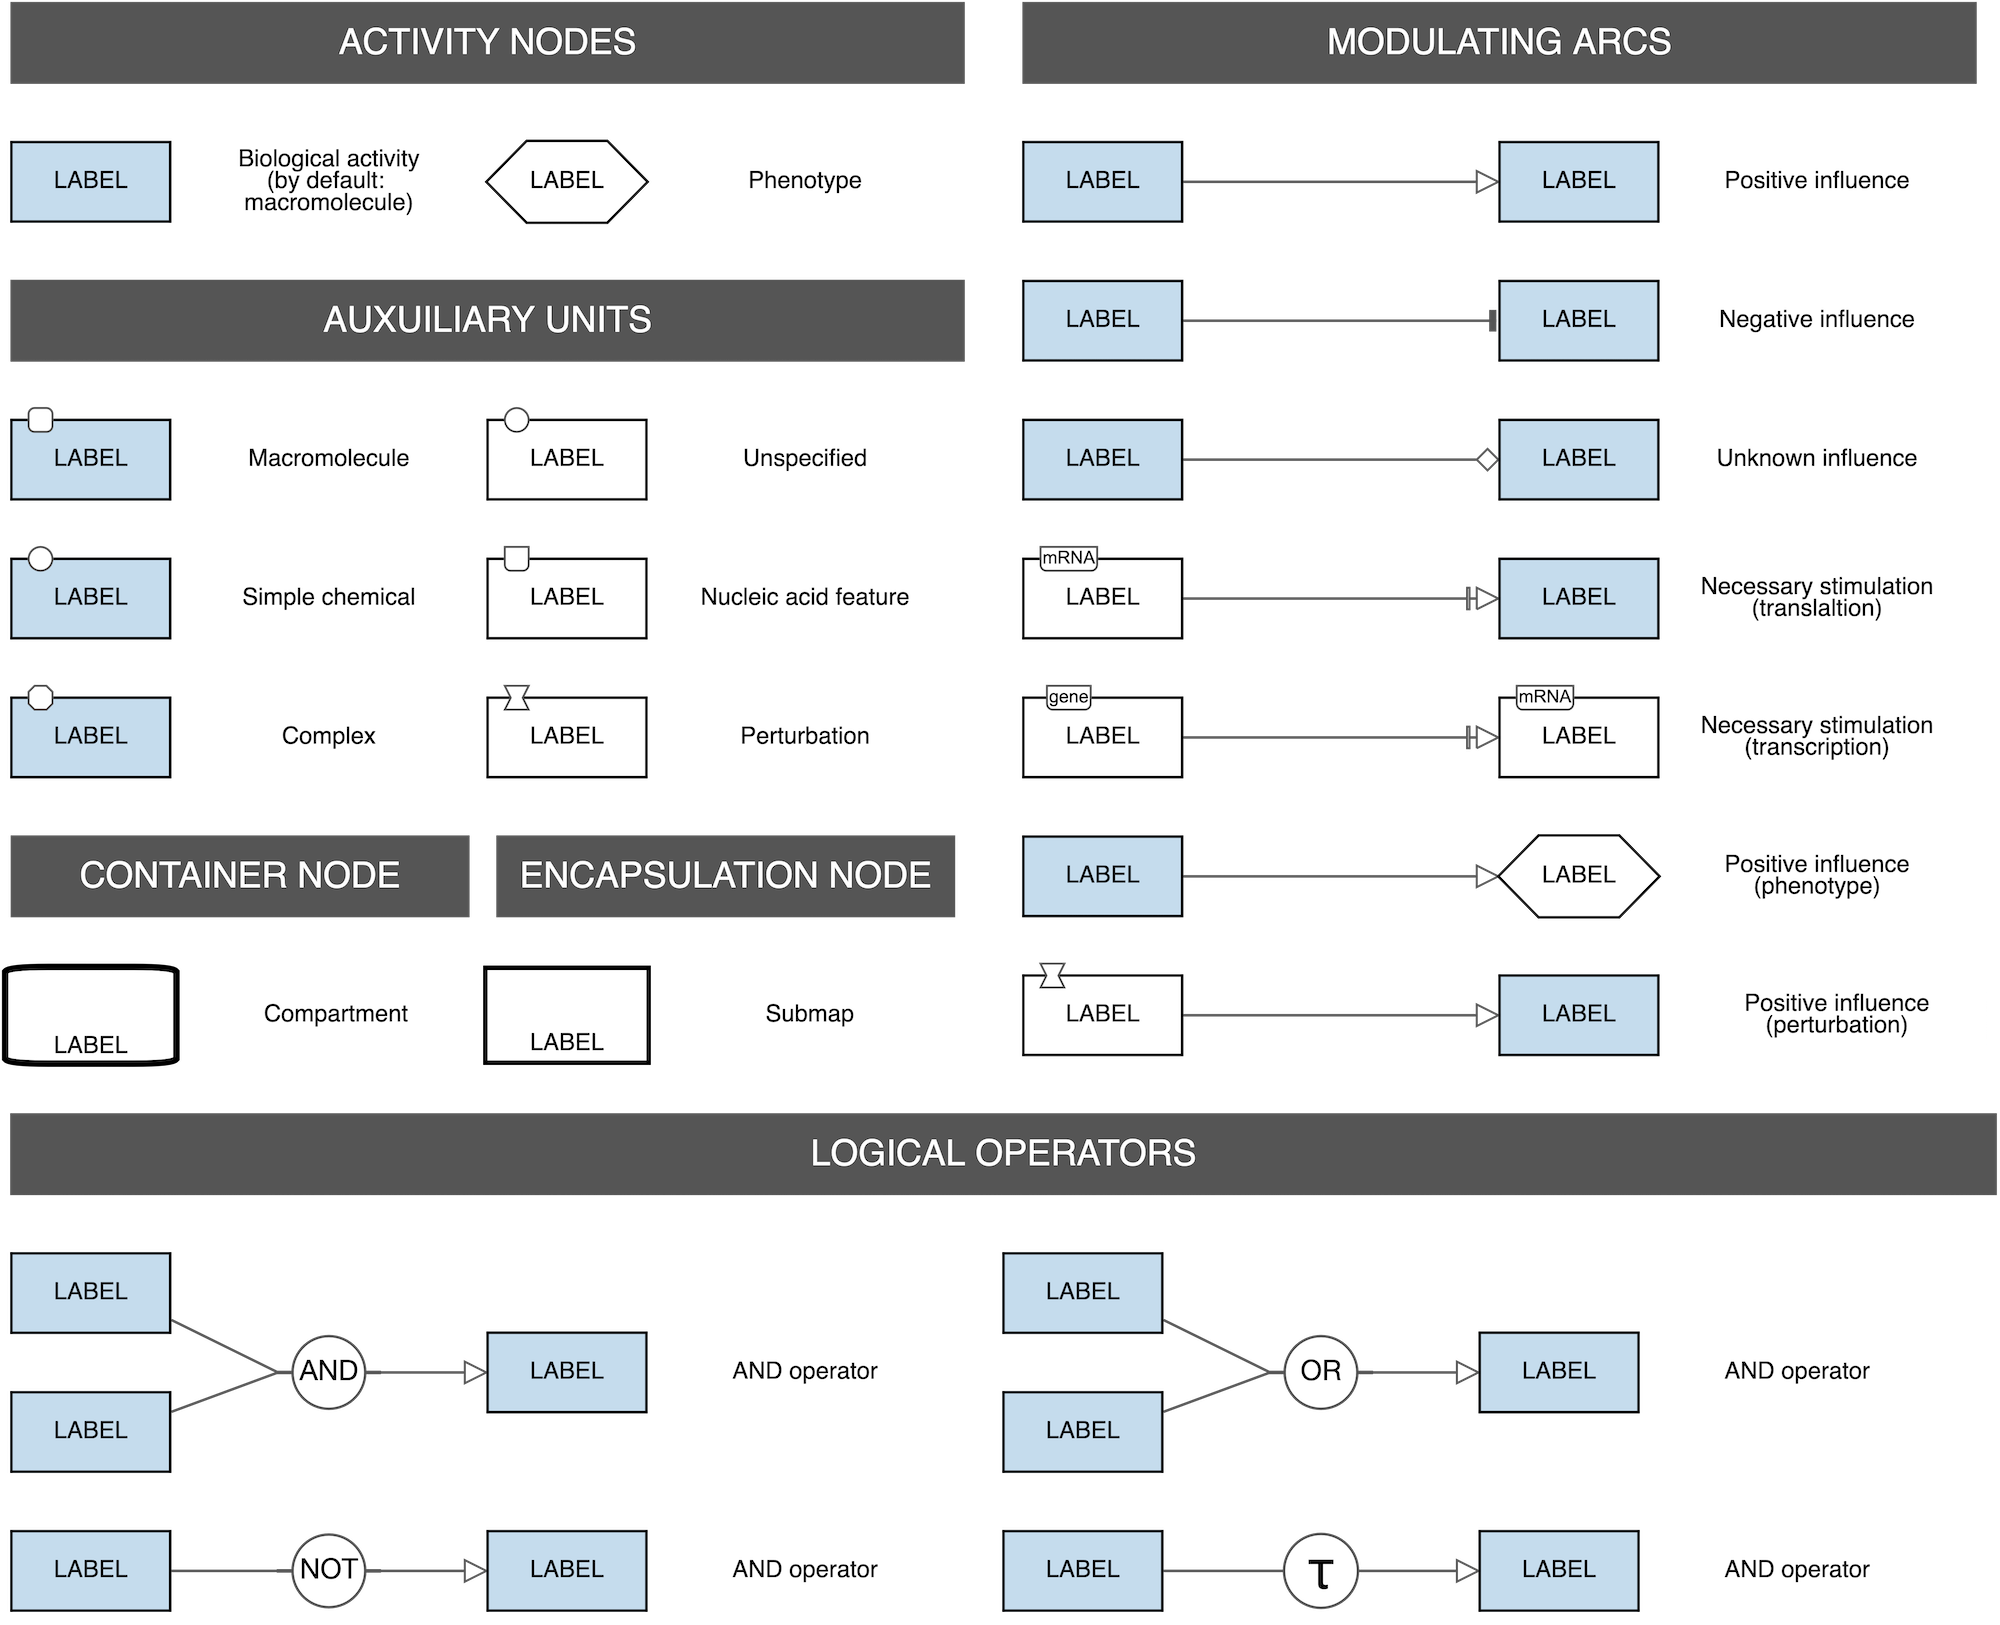 ACTIVITY NODES
LABEL
Biological activity
(by default:
macromolecule)
LABEL
Phenotype
AUXUILIARY UNITS
LABEL
Macromolecule
LABEL
Unspecified
LABEL
Simple chemical
LABEL
Nucleic acid feature
LABEL
Complex
LABEL
Perturbation
CONTAINER NODE
LABEL
Compartment
ENCAPSULATION NODE
LABEL
Submap
MODULATING ARCS
LABEL
LABEL
Positive influence
LABEL
LABEL
Negative influence
LABEL
LABEL
Unknown influence
mRNA
LABEL
LABEL
Necessary stimulation
(translaltion)
gene
LABEL
mRNA
LABEL
Necessary stimulation
(transcription)
LABEL
LABEL
Positive influence
(phenotype)
LABEL
LABEL
Positive influence
(perturbation)
LOGICAL OPERATORS
LABEL
LABEL
AND
LABEL
AND operator
LABEL
LABEL
OR
LABEL
AND operator
LABEL
NOT
LABEL
AND operator
LABEL
τ
LABEL
AND operator